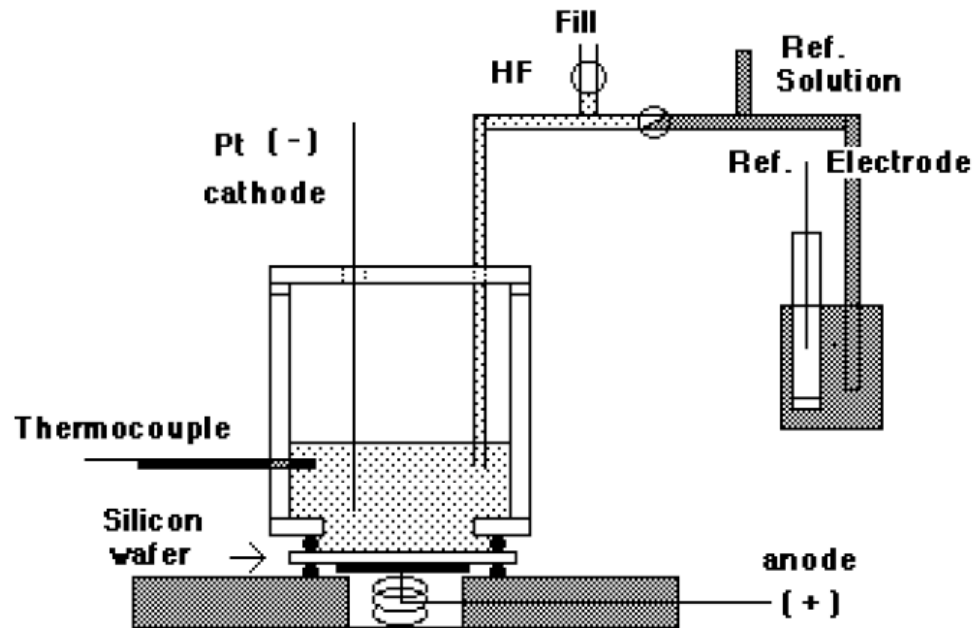 Fill
HF
Ref.
Solution
Pt (-)
cathode
Ref. Electrode
Thermocouple
Silicon
wafer
anode
(+)